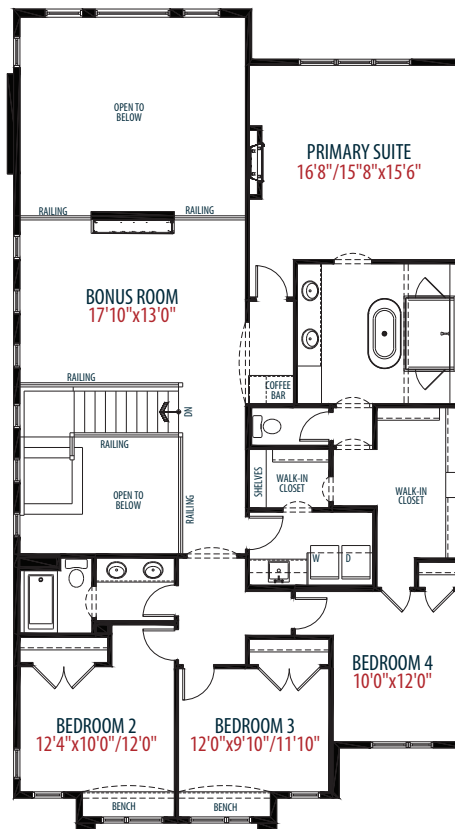 OPEN TO
BELOW
PRIMARY SUITE
16'8"/15"8"x15'6"
RAILING
RAILING
BONUS ROOM
17'10"x13'0"
RAILING
COFFEE
BAR
DN
RAILING
OPEN TO
BELOW
RAILING
SHELVES
WALK-IN
CLOSET
WALK-IN
CLOSET
W
D
BEDROOM 4
10'0"x12'0"
BEDROOM 2
12'4"x10'0"/12'0"
BEDROOM 3
12'0"x9'10"/11'10"
BENCH
BENCH